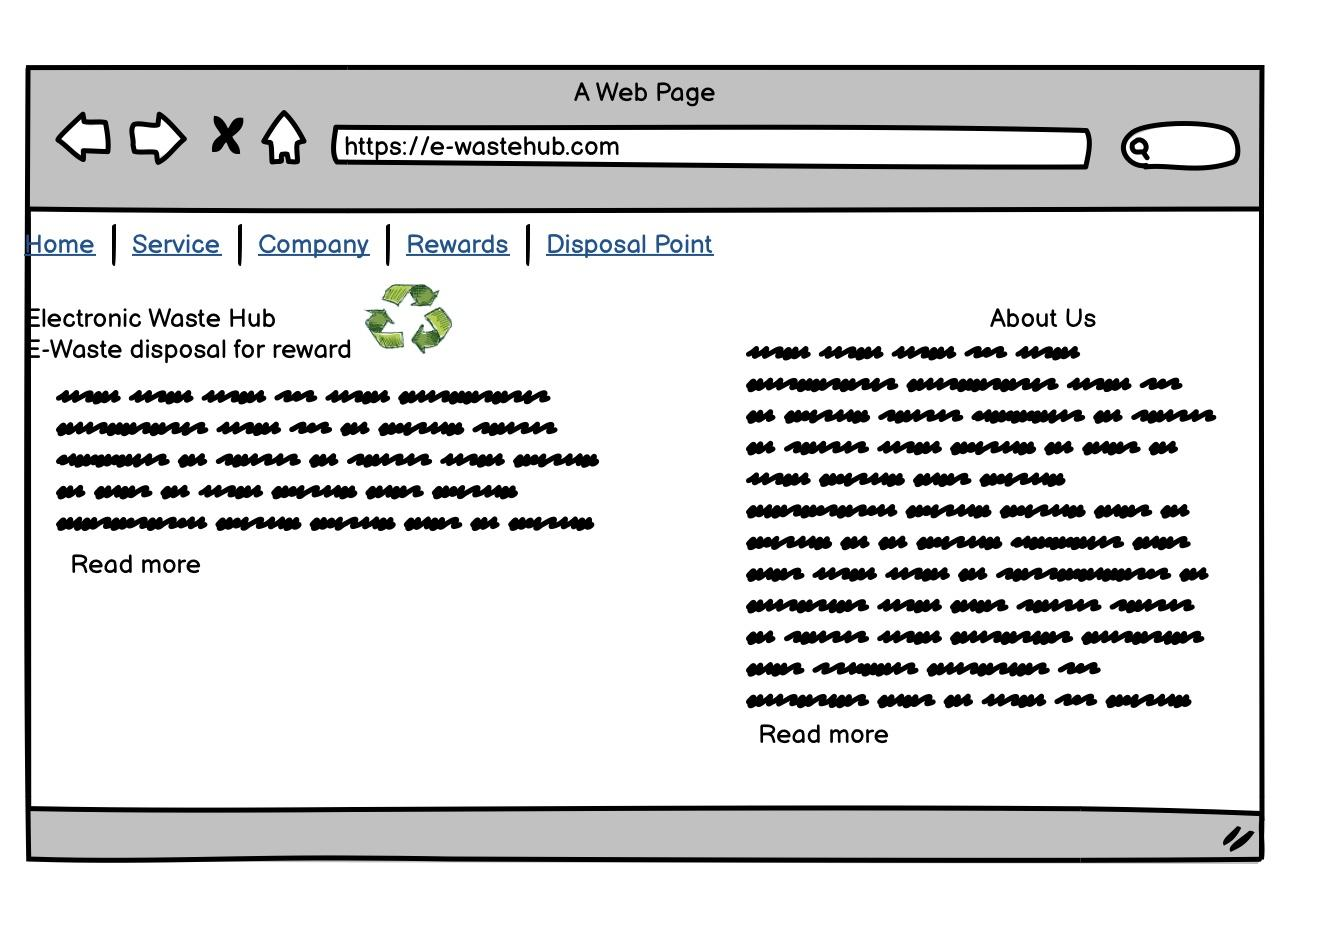 A Web Page
https://e-wastehub.com
Home Service Company Rewards Disposal Point
Electronic Waste Hub
E-Waste disposal for reward
Read more
About Us
Read more